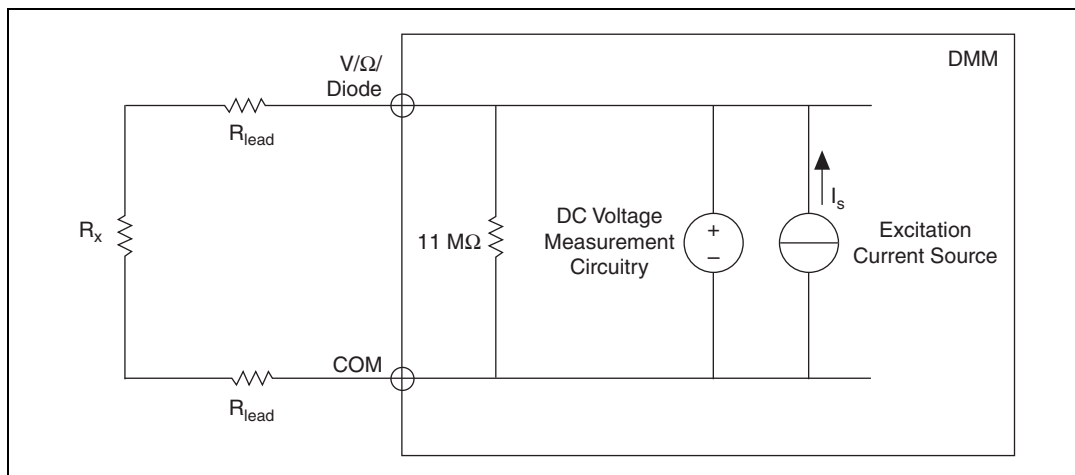 DMM
V/Ω/
Diode
R_lead
R_x
11 MΩ
DC Voltage
Measurement
Circuitry
+
–
I_s
Excitation
Current Source
COM
R_lead